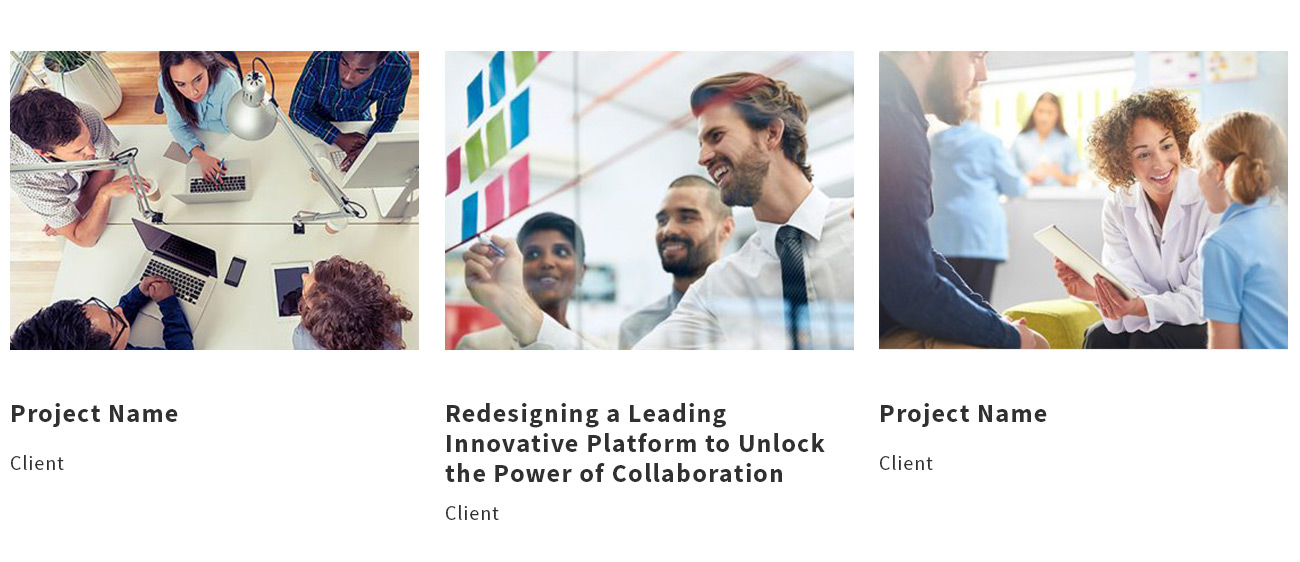 Project Name
Client
Redesigning a Leading
Innovative Platform to Unlock
the Power of Collaboration
Client
Project Name
Client